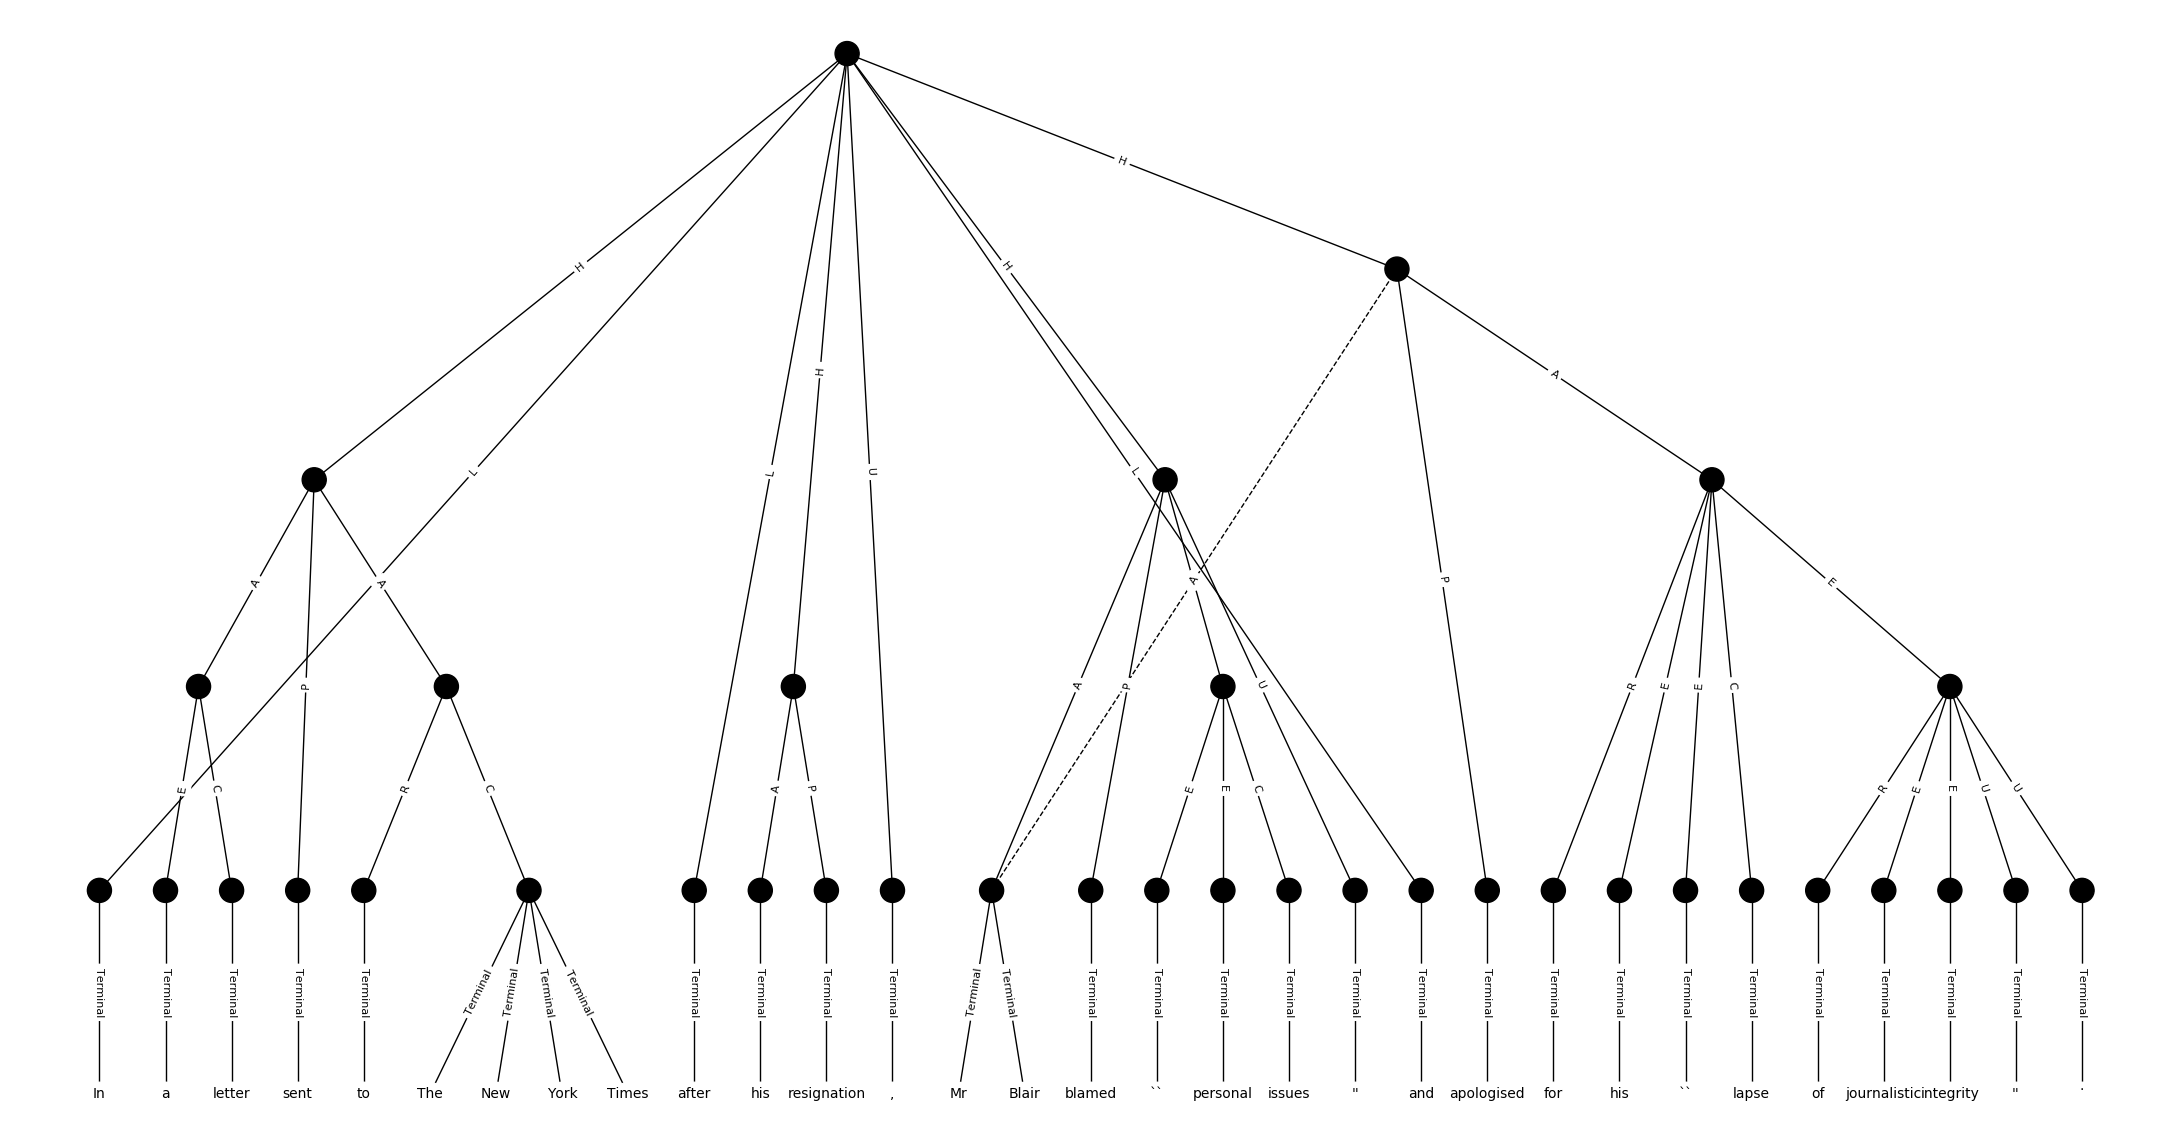 H
H
H
H
A
L
L
U
L
A
A
A
P
E
P
R
E
E
C
A
P
U
E
C
R
C
A
P
E
E
C
R
E
E
U
U
Terminal Terminal Terminal Terminal Terminal Terminal Terminal Terminal Terminal Terminal Terminal Terminal Terminal Terminal Terminal Terminal Terminal Terminal Terminal Terminal Terminal Terminal Terminal Terminal Terminal Terminal Terminal Terminal Terminal Terminal Terminal
In a letter sent to The New York Times after his resignation , Mr Blair blamed `` personal issues " and apologised for his `` lapse of journalistic integrity " .